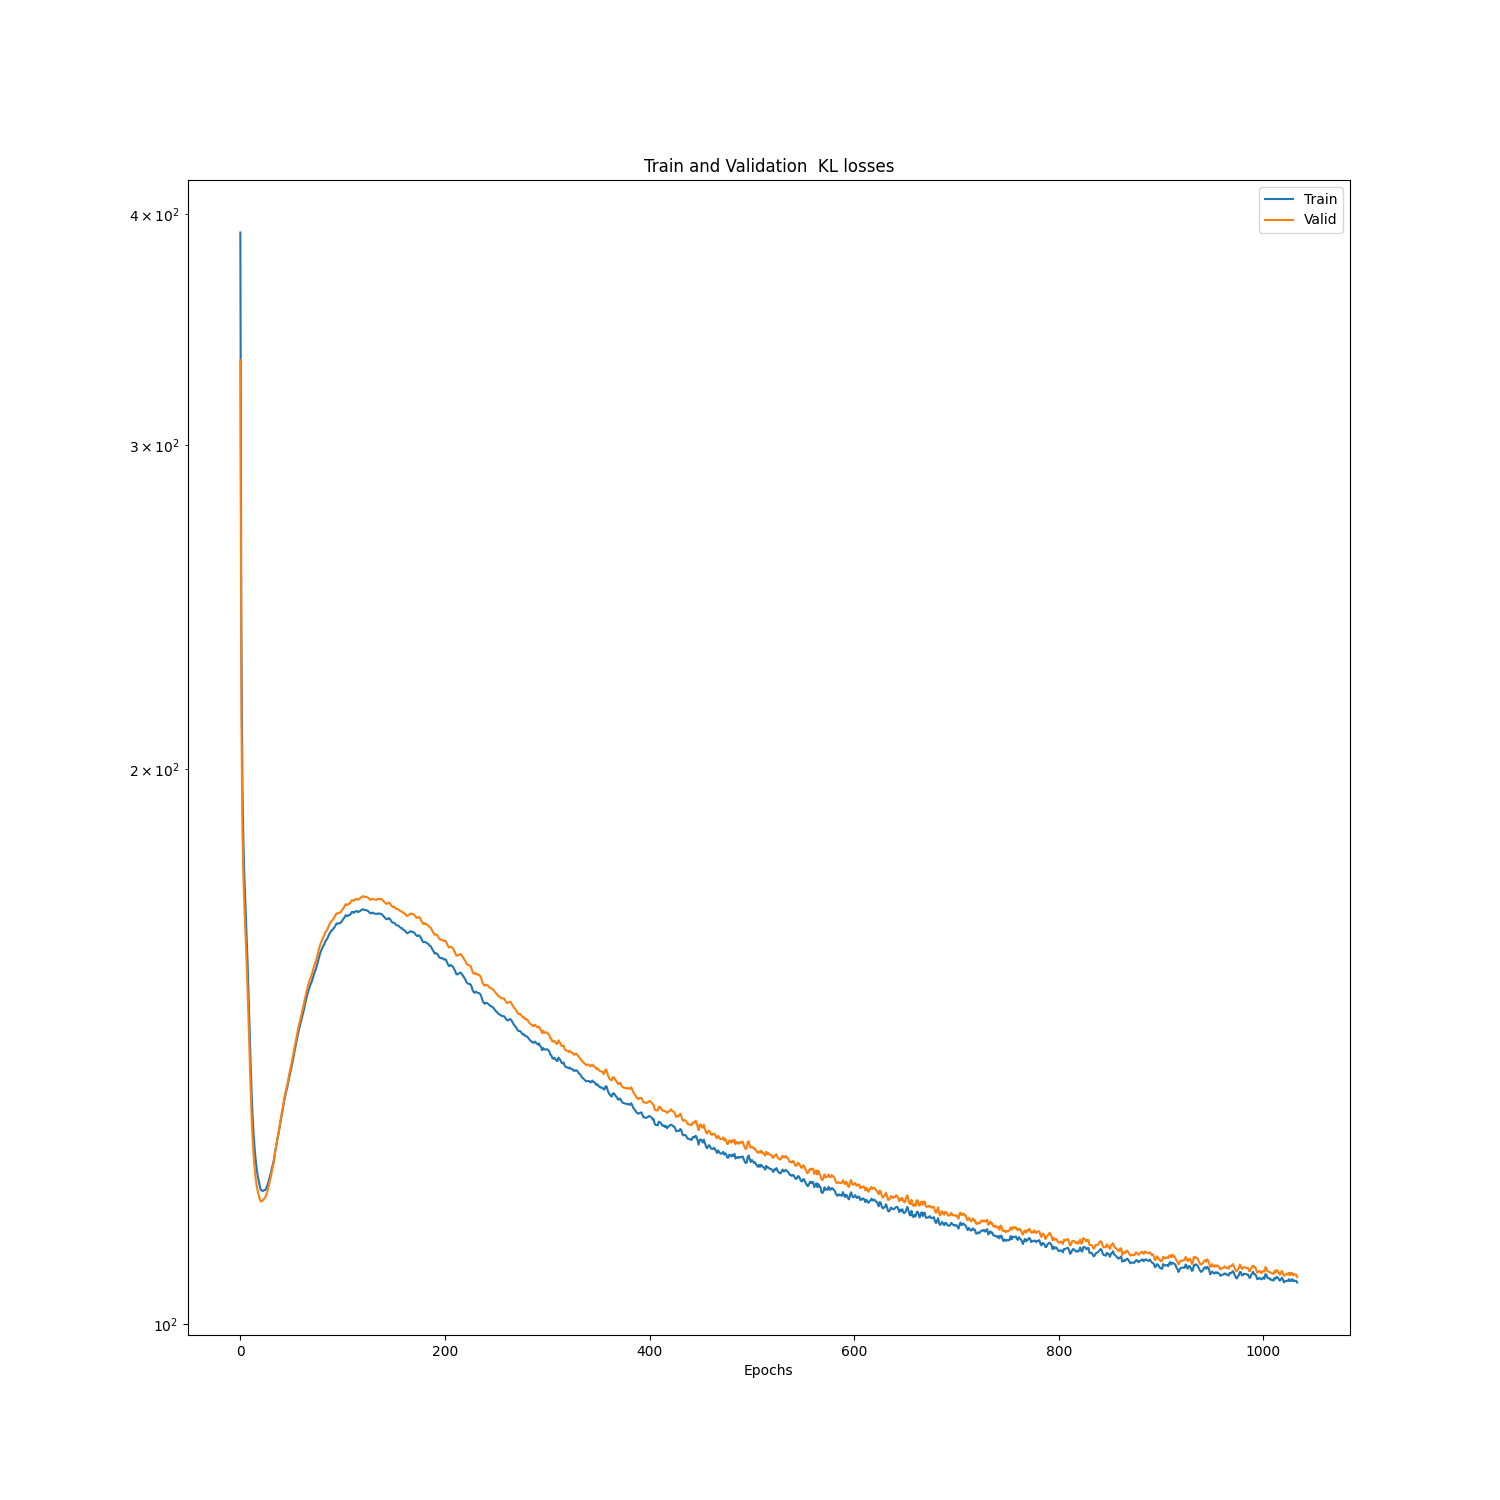 Train and Validation  KL losses
Train
Valid
4 × 10²
3 × 10²
2 × 10²
10²
0 200 400 600 800 1000
Epochs